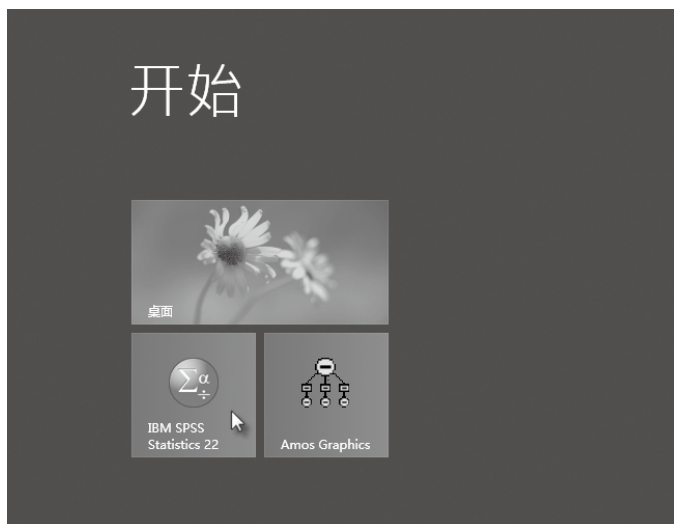 开始
桌面
IBM SPSS
Statistics 22
Amos Graphics